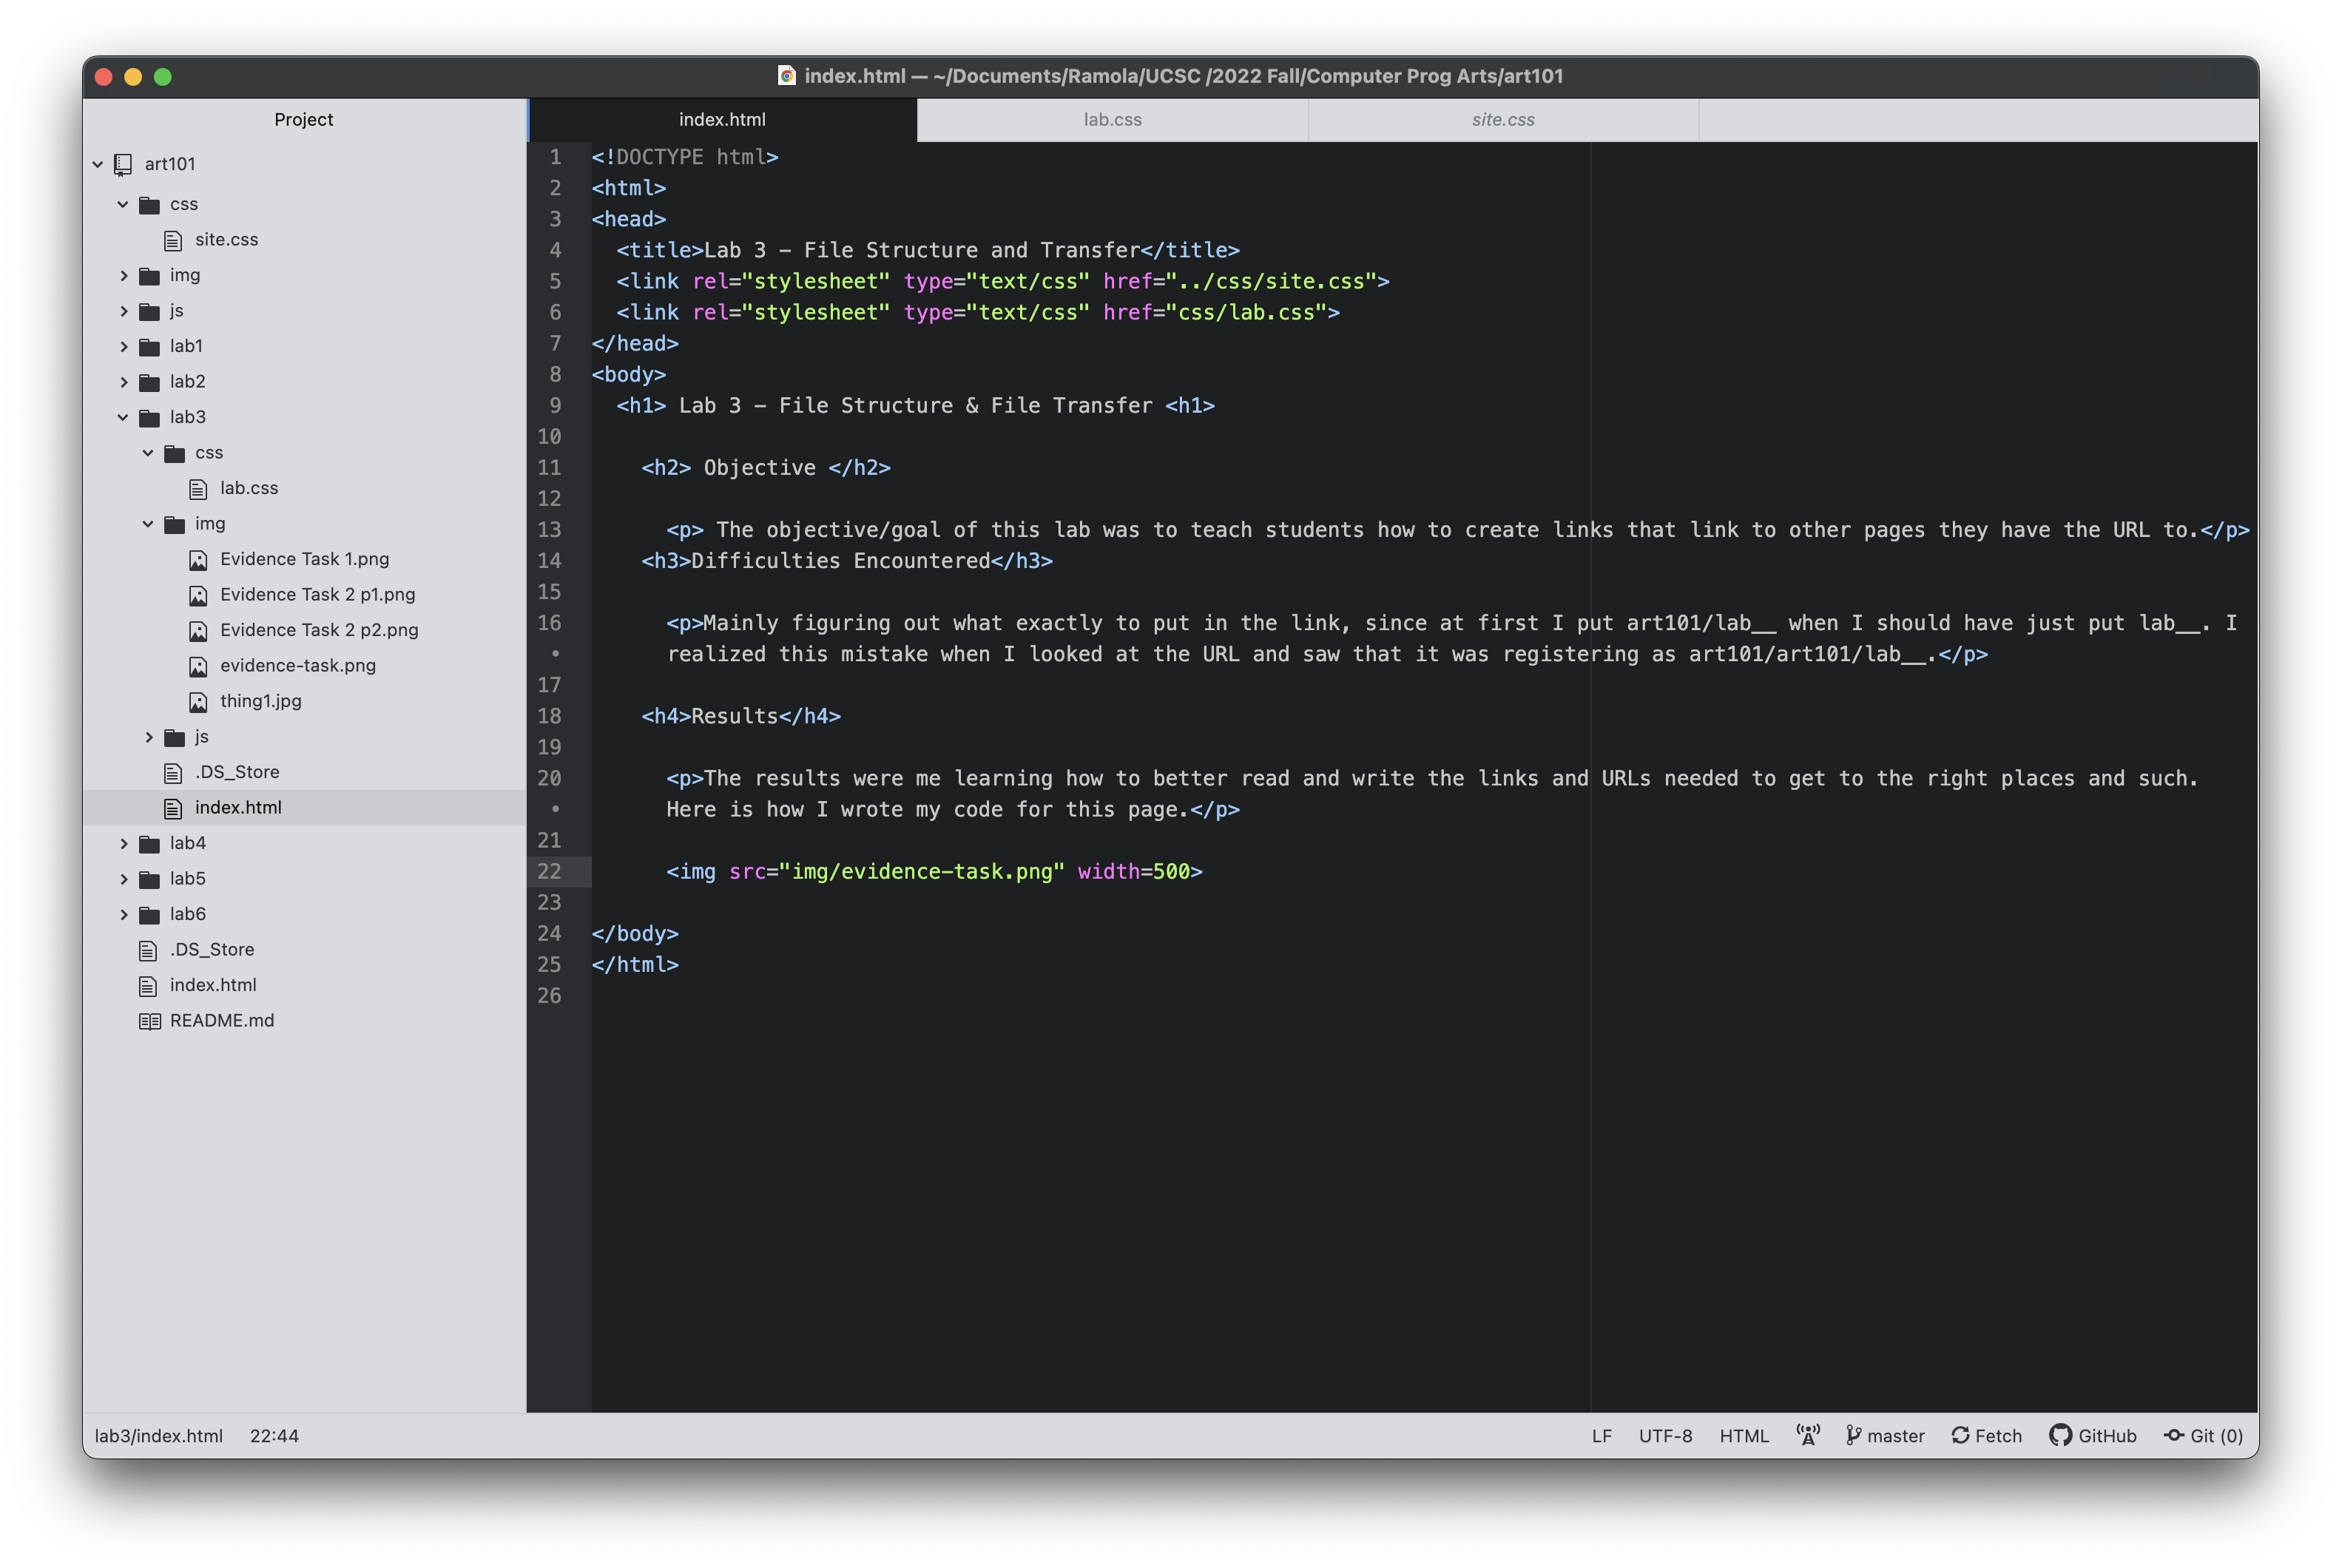 index.html — ~/Documents/Ramola/UCSC /2022 Fall/Computer Prog Arts/art101
Project
art101
css
site.css
img
js
lab1
lab2
lab3
css
lab.css
img
Evidence Task 1.png
Evidence Task 2 p1.png
Evidence Task 2 p2.png
evidence-task.png
thing1.jpg
js
.DS_Store
index.html
lab4
lab5
lab6
.DS_Store
index.html
README.md
index.html lab.css site.css
1 <!DOCTYPE html>
2 <html>
3 <head>
4 <title>Lab 3 – File Structure and Transfer</title>
5 <link rel="stylesheet" type="text/css" href="../css/site.css">
6 <link rel="stylesheet" type="text/css" href="css/lab.css">
7 </head>
8 <body>
9 <h1> Lab 3 – File Structure & File Transfer <h1>
10
11 <h2> Objective </h2>
12
13 <p> The objective/goal of this lab was to teach students how to create links that link to other pages they have the URL to.</p>
14 <h3>Difficulties Encountered</h3>
15
16 <p>Mainly figuring out what exactly to put in the link, since at first I put art101/lab__ when I should have just put lab__. I
• realized this mistake when I looked at the URL and saw that it was registering as art101/art101/lab__.</p>
17
18 <h4>Results</h4>
19
20 <p>The results were me learning how to better read and write the links and URLs needed to get to the right places and such.
• Here is how I wrote my code for this page.</p>
21
22 <img src="img/evidence-task.png" width=500>
23
24 </body>
25 </html>
26
lab3/index.html 22:44 LF UTF-8 HTML master Fetch GitHub Git (0)